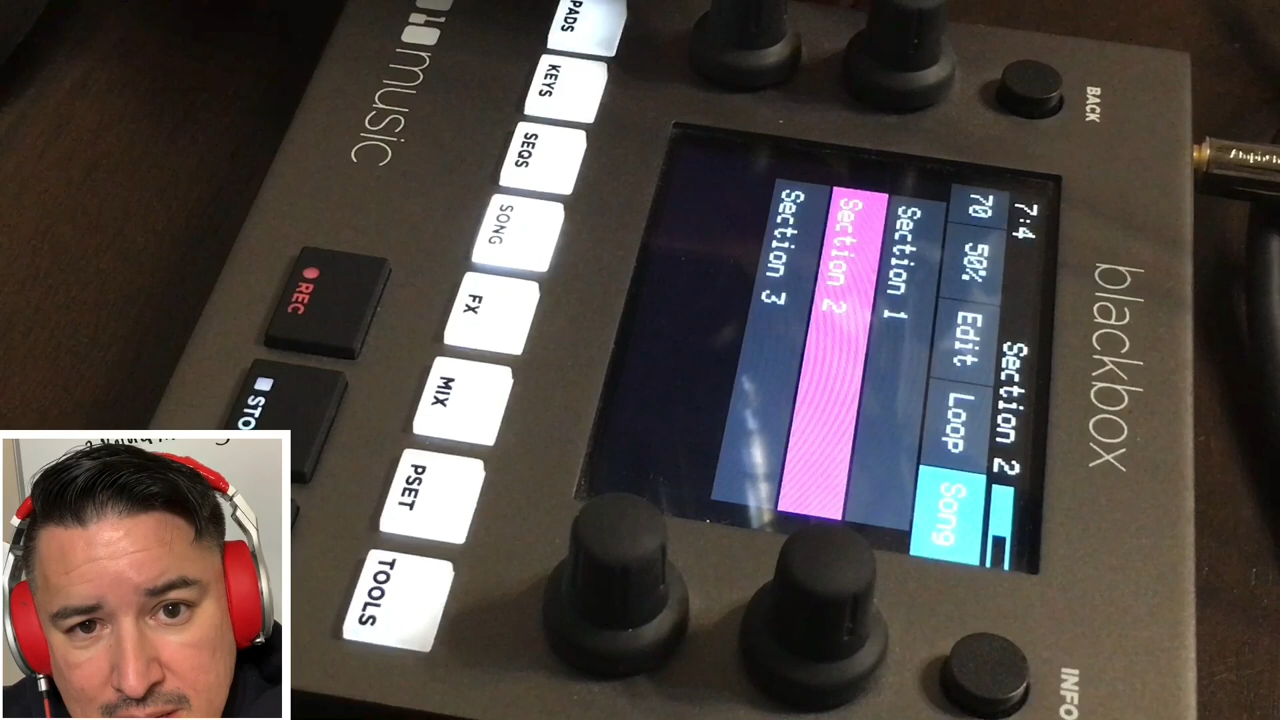 blackbox
BACK
INFO
7:4 Section 2
70 50% Edit Loop Song
Section 1
Section 2
Section 3
PADS
KEYS
SEQS
SONG
FX
MIX
PSET
TOOLS
music
REC
STO